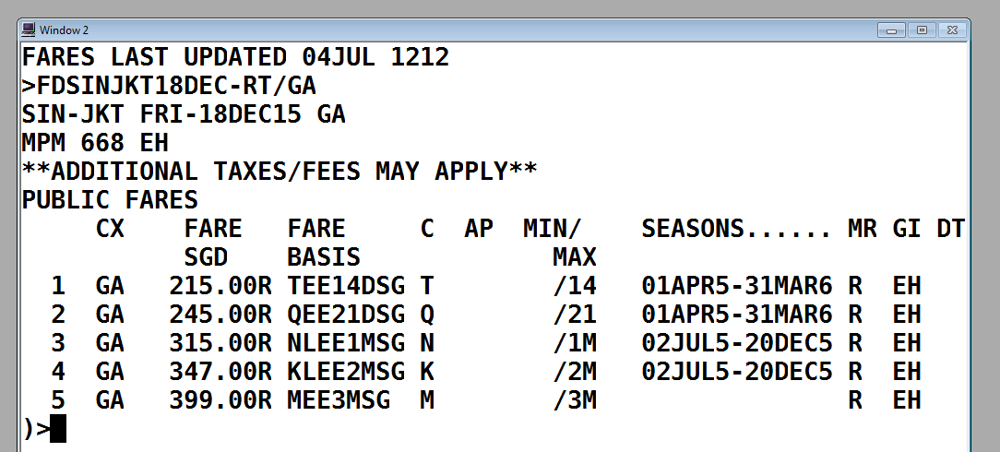 Window 2
FARES LAST UPDATED 04JUL 1212
>FDSINJKT18DEC-RT/GA
SIN-JKT FRI-18DEC15 GA
MPM 668 EH
**ADDITIONAL TAXES/FEES MAY APPLY**
PUBLIC FARES
CX FARE FARE C AP MIN/ SEASONS...... MR GI DT
SGD BASIS MAX
1 GA 215.00R TEE14DSG T /14 01APR5-31MAR6 R EH
2 GA 245.00R QEE21DSG Q /21 01APR5-31MAR6 R EH
3 GA 315.00R NLEE1MSG N /1M 02JUL5-20DEC5 R EH
4 GA 347.00R KLEE2MSG K /2M 02JUL5-20DEC5 R EH
5 GA 399.00R MEE3MSG M /3M R EH
)>